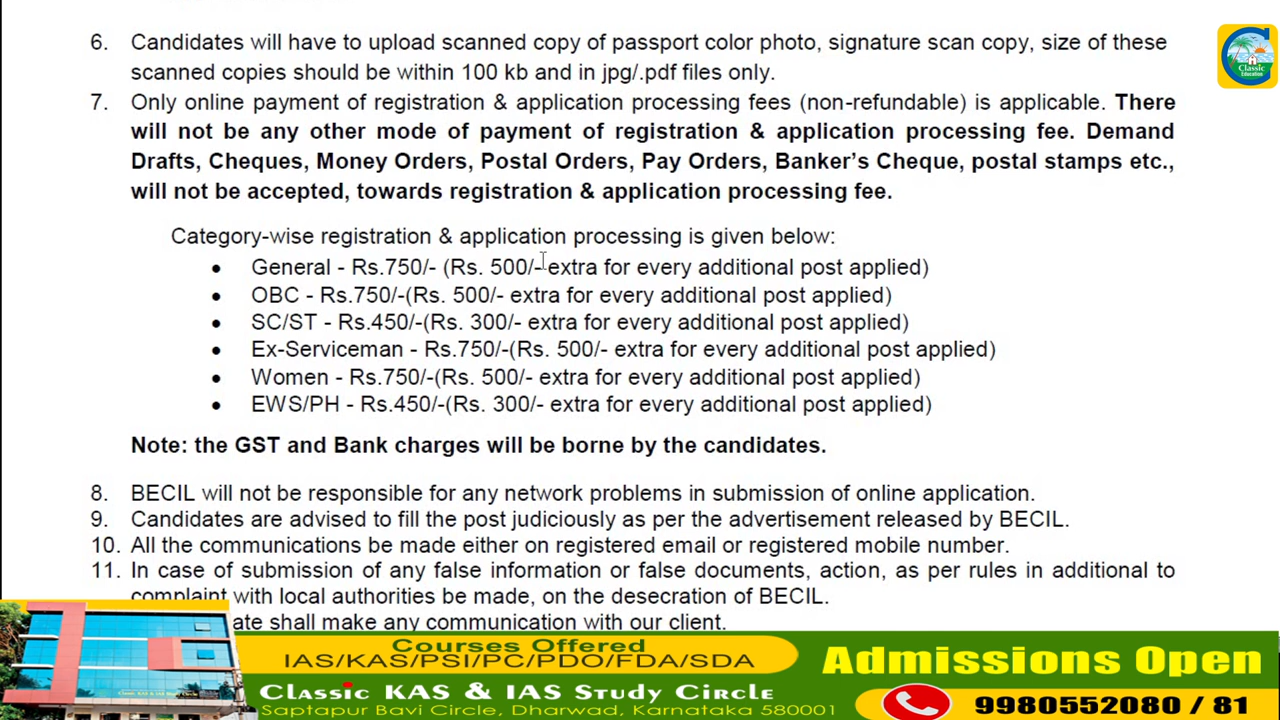 6. Candidates will have to upload scanned copy of passport color photo, signature scan copy, size of these
scanned copies should be within 100 kb and in jpg/.pdf files only.
7. Only online payment of registration & application processing fees (non-refundable) is applicable. There
will not be any other mode of payment of registration & application processing fee. Demand
Drafts, Cheques, Money Orders, Postal Orders, Pay Orders, Banker's Cheque, postal stamps etc.,
will not be accepted, towards registration & application processing fee.
Category-wise registration & application processing is given below:
• General - Rs.750/- (Rs. 500/- extra for every additional post applied)
• OBC - Rs.750/-(Rs. 500/- extra for every additional post applied)
• SC/ST - Rs.450/-(Rs. 300/- extra for every additional post applied)
• Ex-Serviceman - Rs.750/-(Rs. 500/- extra for every additional post applied)
• Women - Rs.750/-(Rs. 500/- extra for every additional post applied)
• EWS/PH - Rs.450/-(Rs. 300/- extra for every additional post applied)
Note: the GST and Bank charges will be borne by the candidates.
8. BECIL will not be responsible for any network problems in submission of online application.
9. Candidates are advised to fill the post judiciously as per the advertisement released by BECIL.
10. All the communications be made either on registered email or registered mobile number.
11. In case of submission of any false information or false documents, action, as per rules in additional to
complaint with local authorities be made, on the desecration of BECIL.
ate shall make any communication with our client.
Classic
Education
Courses Offered
IAS/KAS/PSI/PC/PDO/FDA/SDA
Classic KAS & IAS Study Circle
Saptapur Bavi Circle, Dharwad, Karnataka 580001
Admissions Open
9980552080 / 81